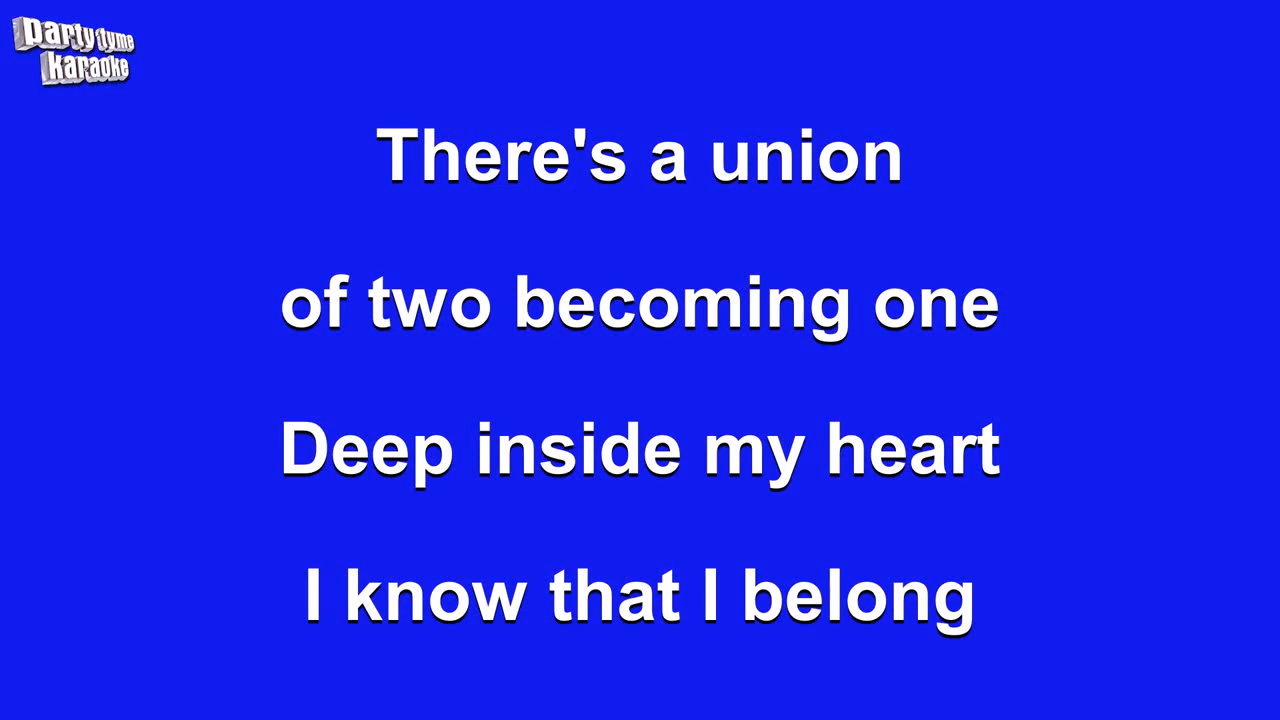 party tyme
karaoke
There's a union
of two becoming one
Deep inside my heart
I know that I belong